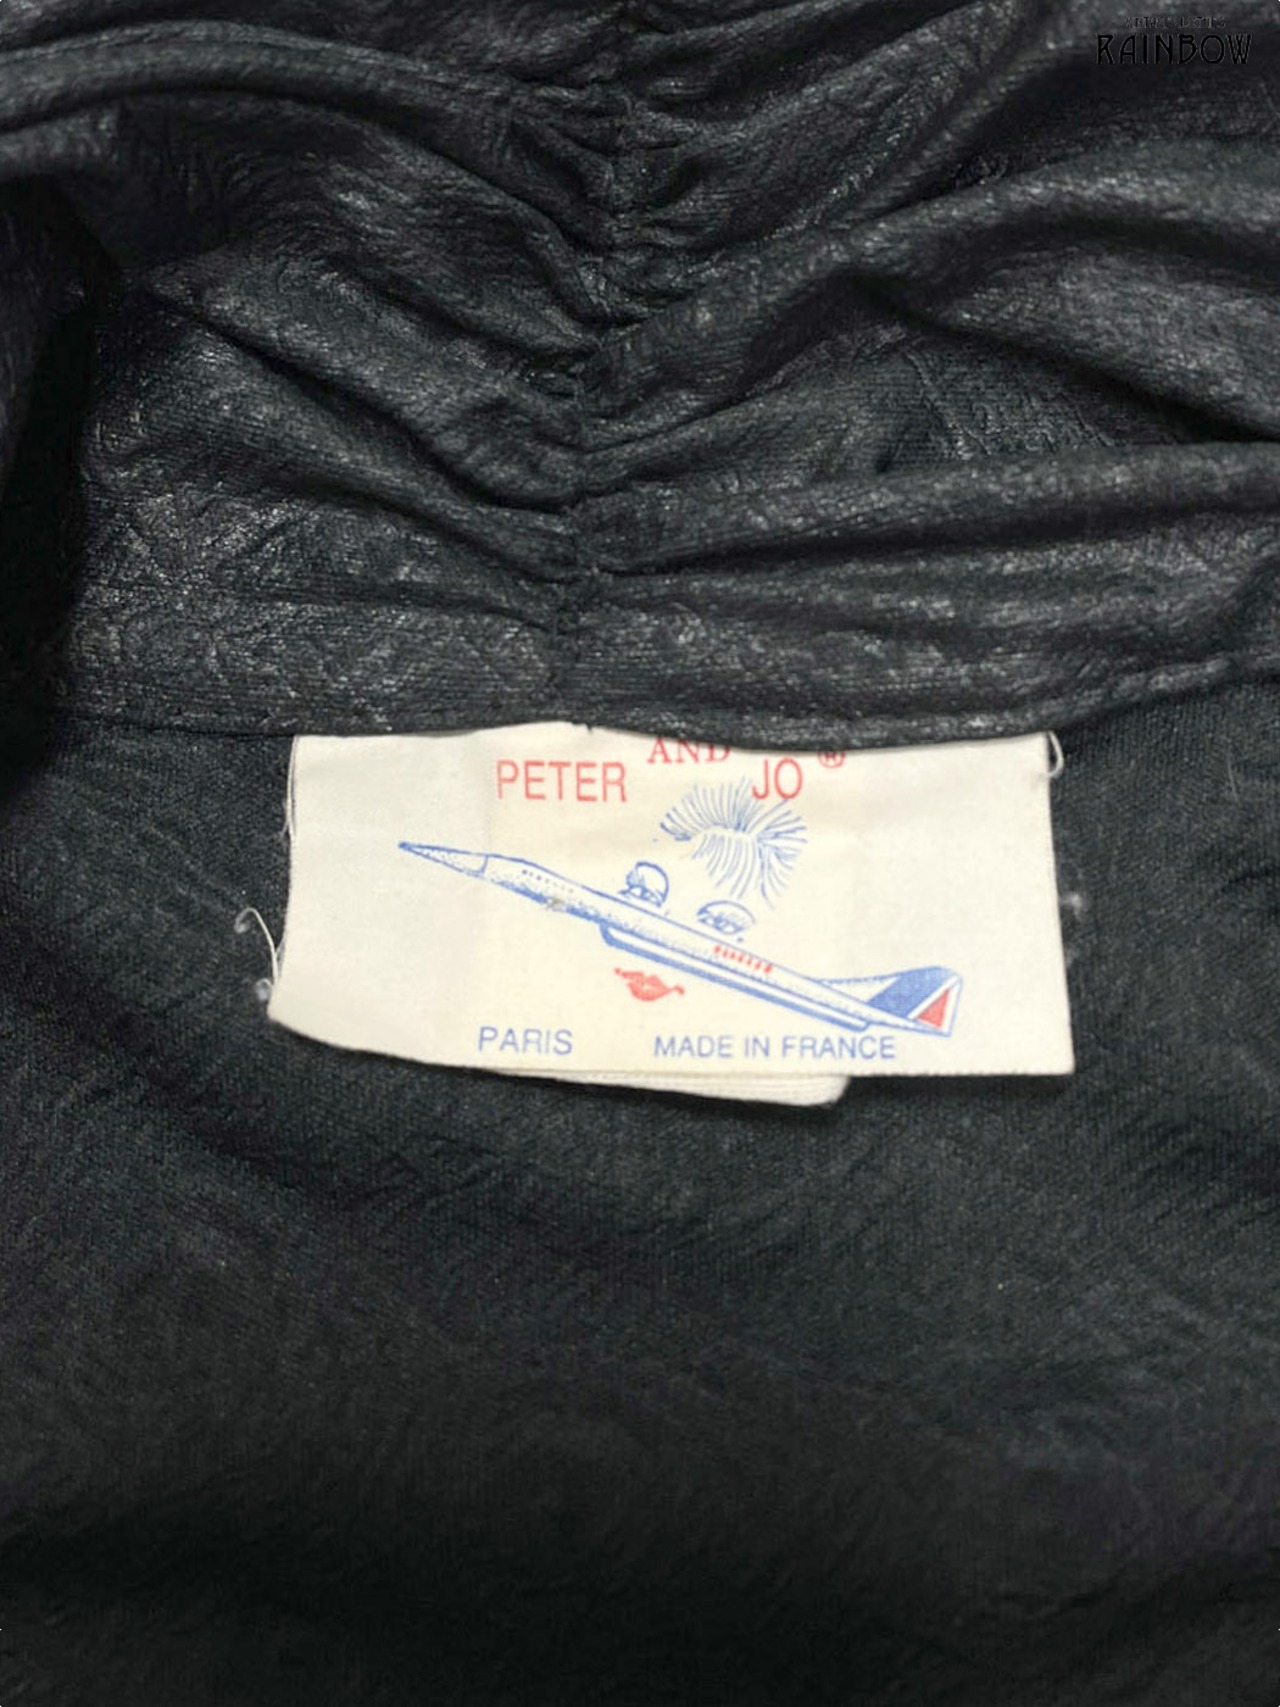 RAINBOW
AND
PETER JO ®
PARIS MADE IN FRANCE